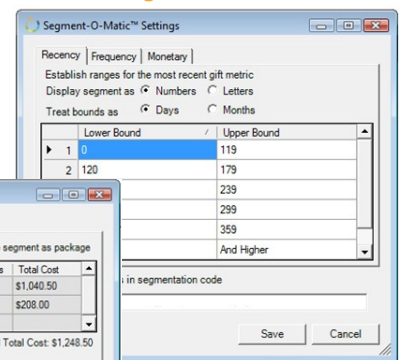 Segment-O-Matic™ Settings
Recency Frequency Monetary
Establish ranges for the most recent gift metric
Display segment as Numbers Letters
Treat bounds as Days Months
Lower Bound / Upper Bound
1 0 119
2 120 179
239
299
359
And Higher
segment as package
Total Cost
$1,040.50
$208.00
Total Cost: $1,248.50
in segmentation code
Save Cancel